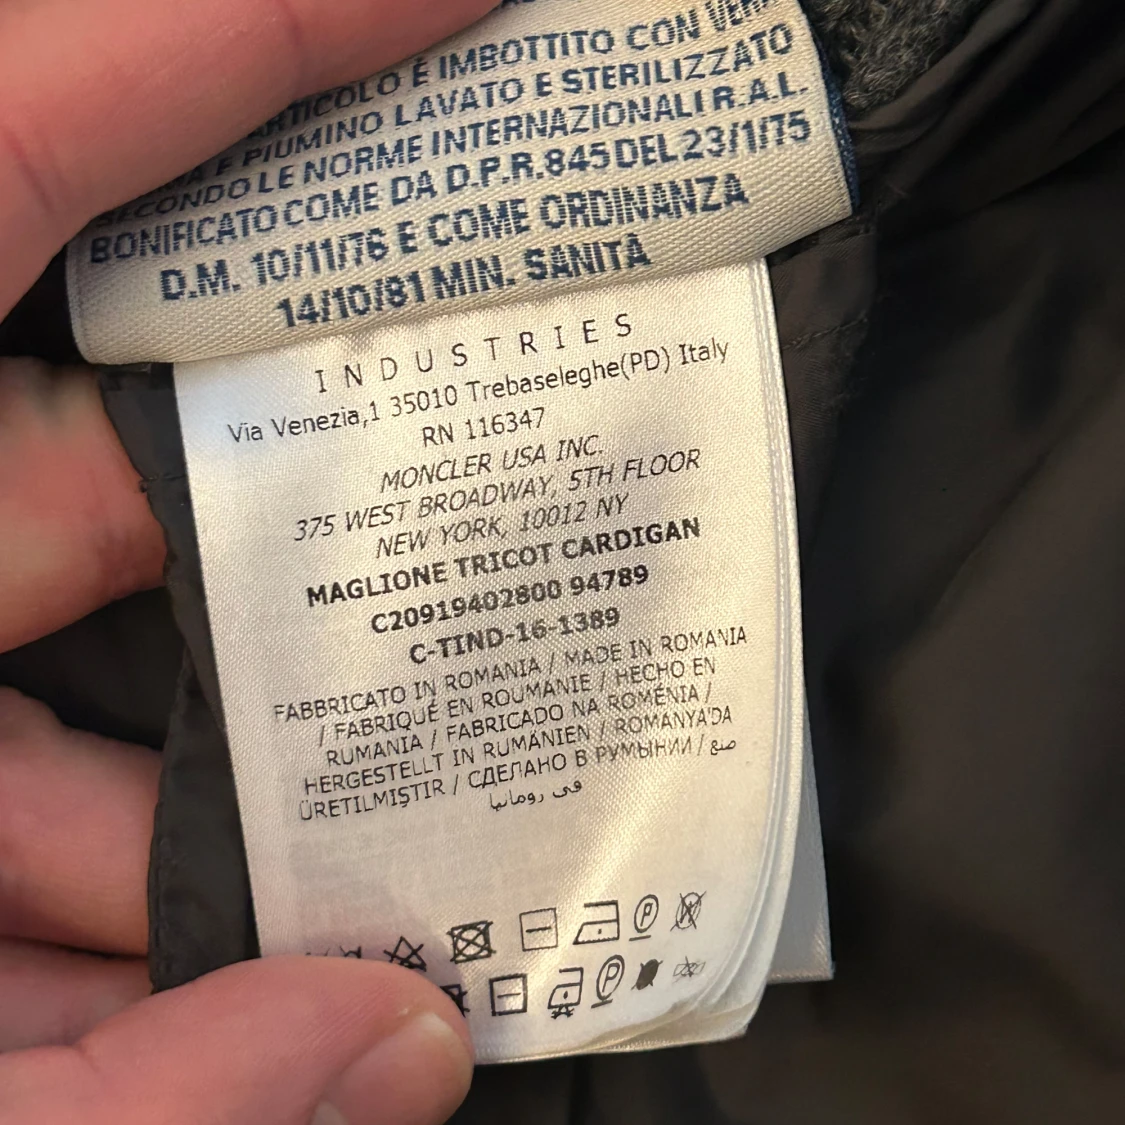 ARTICOLO È IMBOTTITO CON
E PIUMINO LAVATO E STERILIZZATO
SECONDO LE NORME INTERNAZIONALI R.A.L.
BONIFICATO COME DA D.P.R. 845 DEL 23/1/75
D.M. 10/11/76 E COME ORDINANZA
14/10/81 MIN. SANITÀ
INDUSTRIES
Via Venezia,1 35010 Trebaseleghe(PD) Italy
RN 116347
MONCLER USA INC.
375 WEST BROADWAY, 5TH FLOOR
NEW YORK, 10012 NY
MAGLIONE TRICOT CARDIGAN
C20919402800 94789
C-TIND-16-1389
FABBRICATO IN ROMANIA / MADE IN ROMANIA
/ FABRIQUÉ EN ROUMANIE / HECHO EN
RUMANIA / FABRICADO NA ROMÉNIA /
HERGESTELLT IN RUMÄNIEN / ROMANYA'DA
ÜRETILMIŞTIR / СДЕЛАНО В РУМЫНИИ / صنع
في رومانيا
P
P